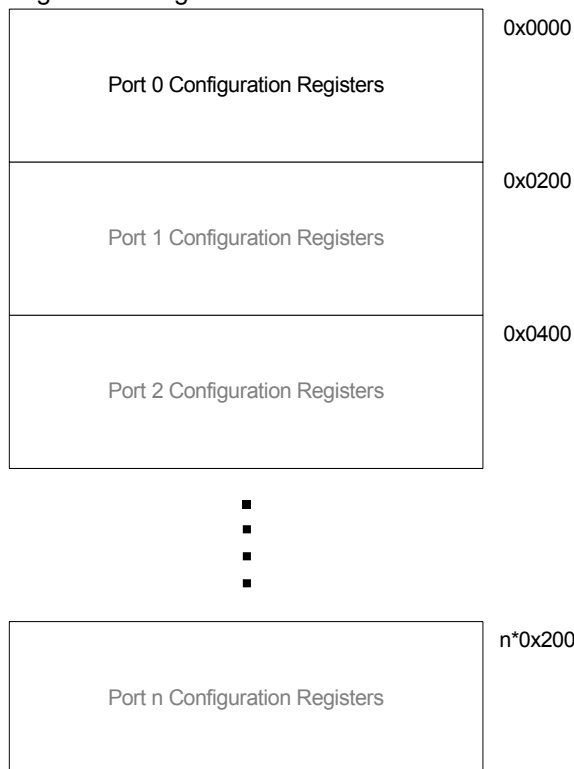 0x0000
Port 0 Configuration Registers
0x0200
Port 1 Configuration Registers
0x0400
Port 2 Configuration Registers
n*0x200
Port n Configuration Registers